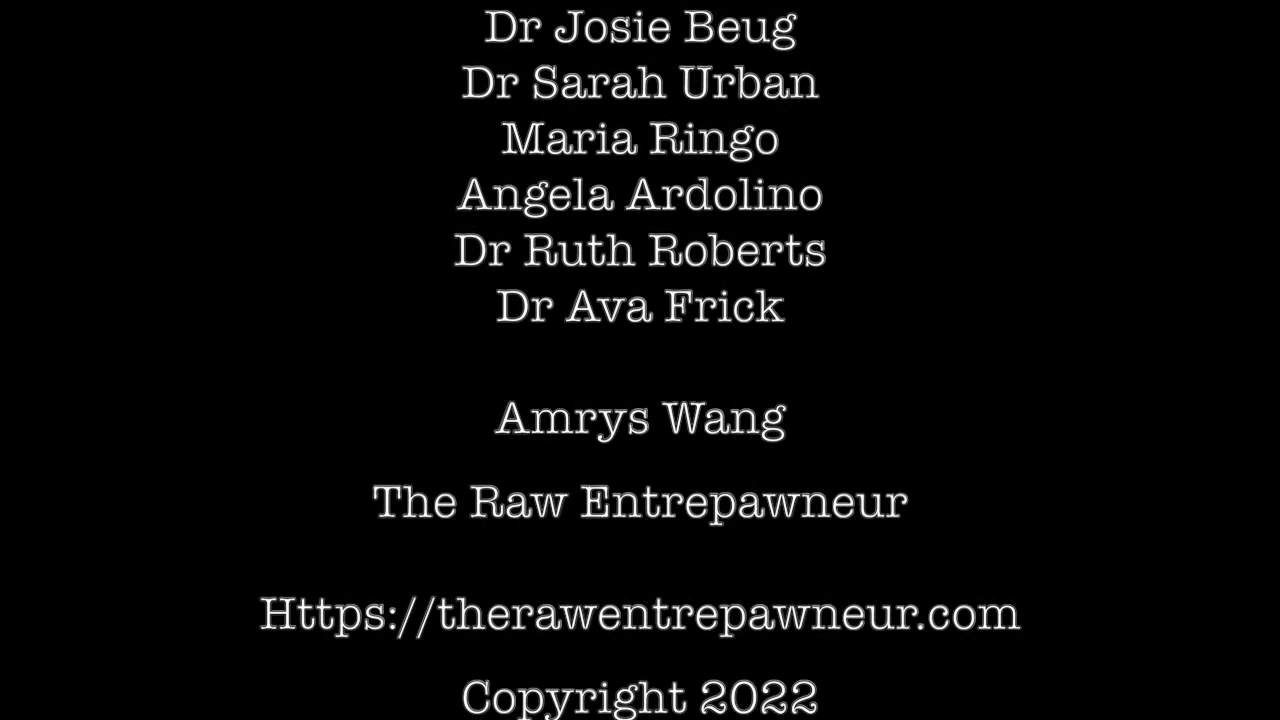 Dr Josie Beug
Dr Sarah Urban
Maria Ringo
Angela Ardolino
Dr Ruth Roberts
Dr Ava Frick
Amrys Wang
The Raw Entrepawneur
Https://therawentrepawneur.com
Copyright 2022